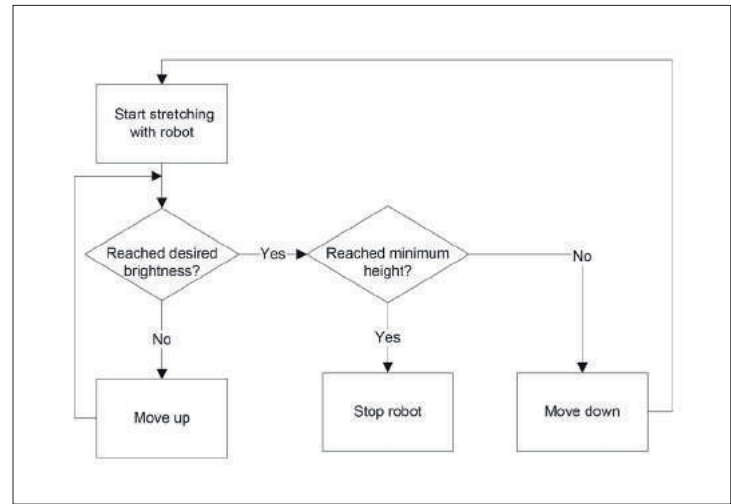 Start stretching
with robot
Reached desired
brightness?
Yes
Reached minimum
height?
No
No
Yes
Move up
Stop robot
Move down